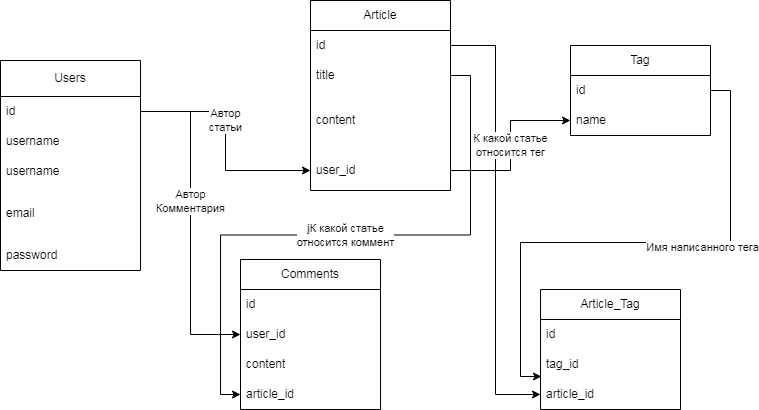 Users
id
username
username
email
password
Автор
статьи
Автор
Комментария
Article
id
title
content
user_id
К какой статье
относится тег
Tag
id
name
jК какой статье
относится коммент
Имя написанного тега
Comments
id
user_id
content
article_id
Article_Tag
id
tag_id
article_id